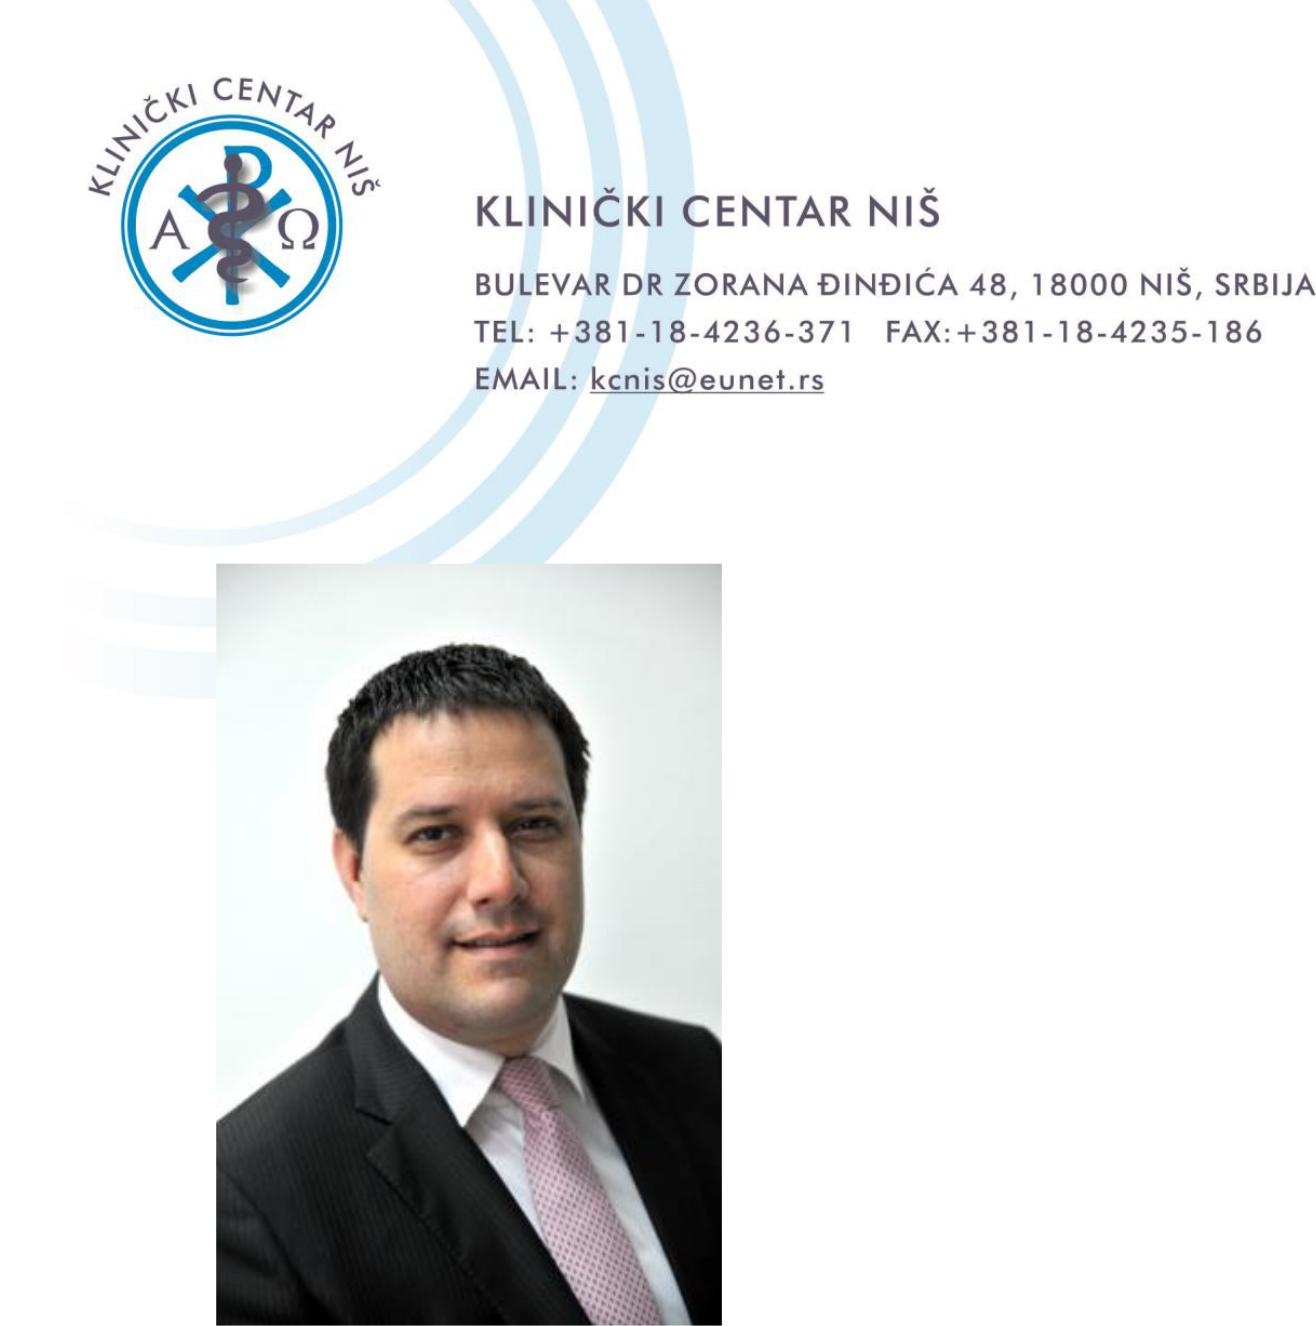 KLINIČKI CENTAR NIŠ
Α Ω
KLINIČKI CENTAR NIŠ
BULEVAR DR ZORANA ĐINĐIĆA 48, 18000 NIŠ, SRBIJA
TEL: +381-18-4236-371 FAX:+381-18-4235-186
EMAIL: kcnis@eunet.rs